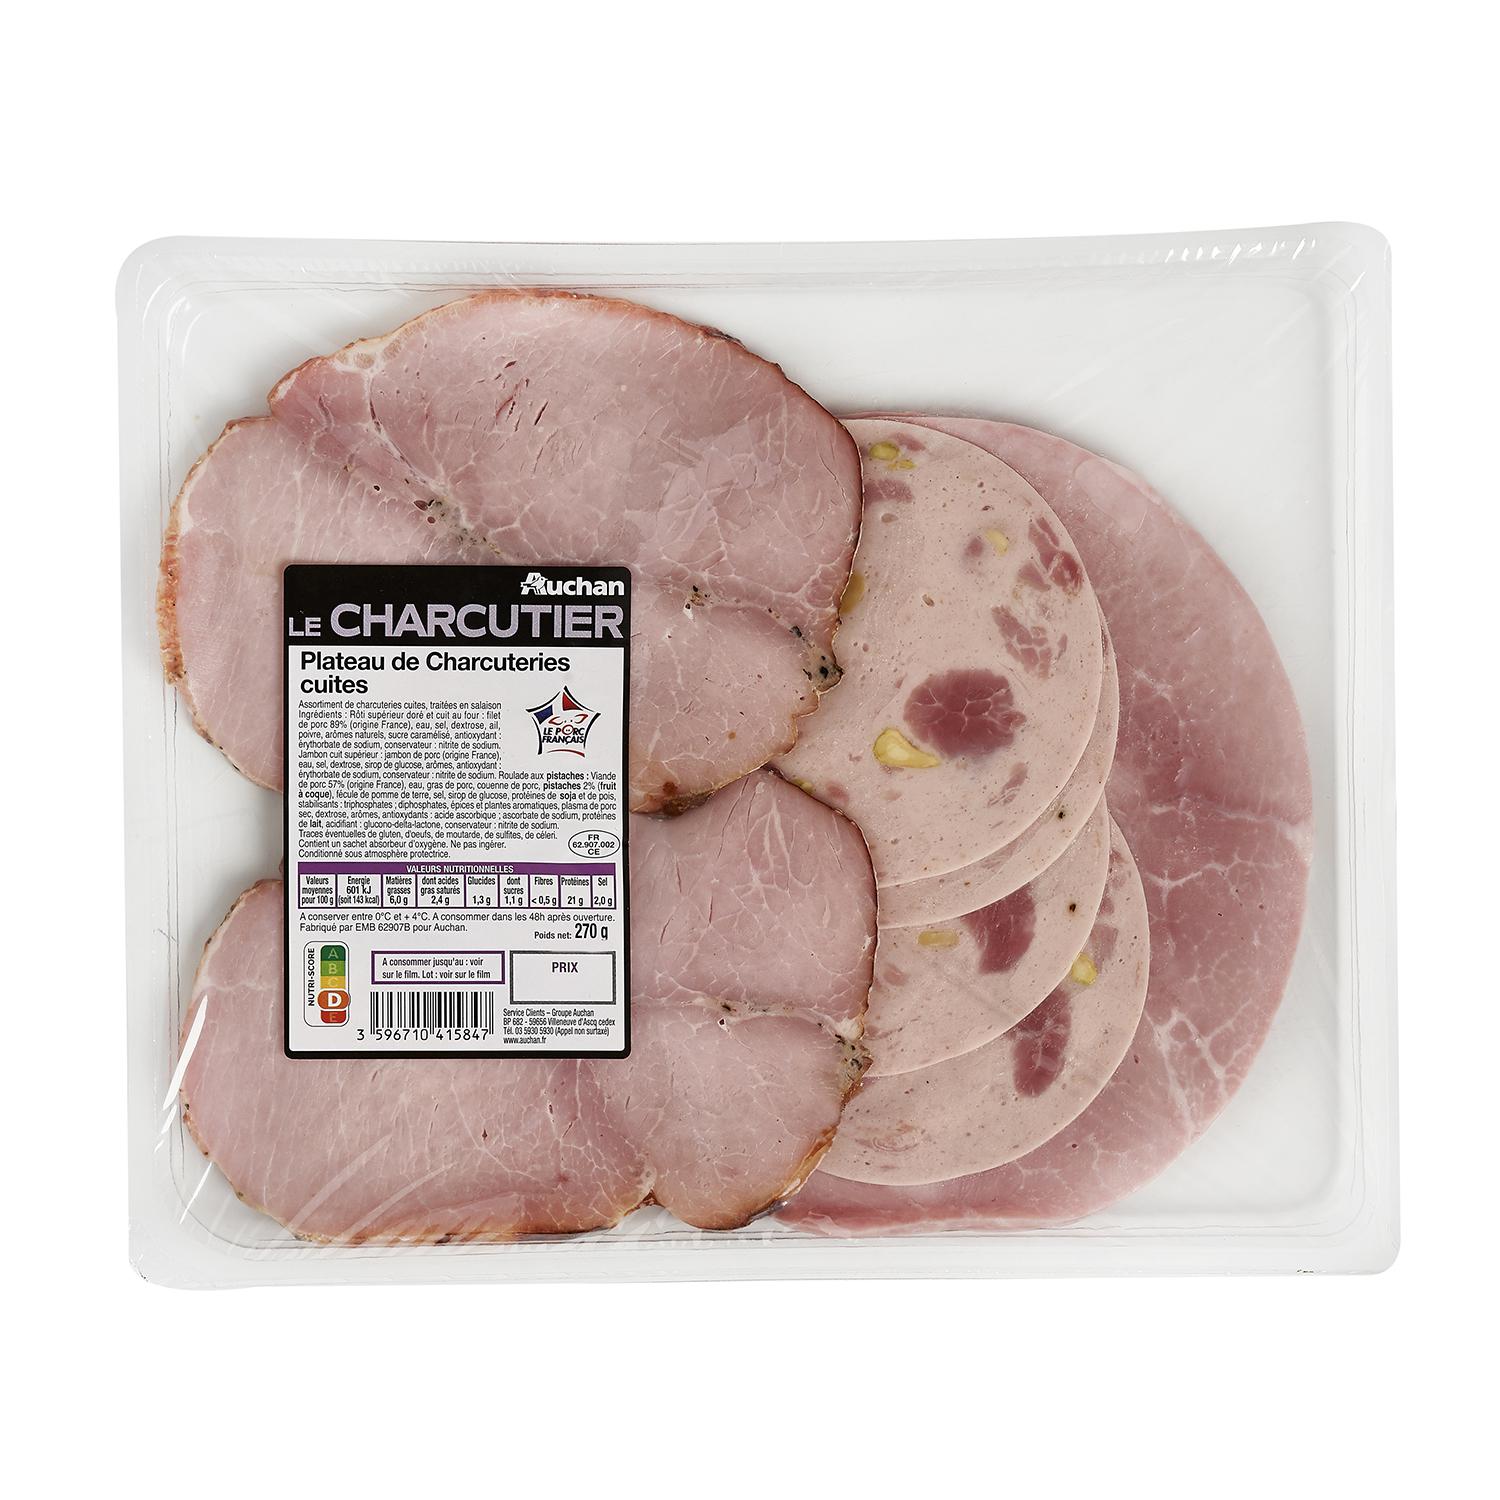 Auchan
LE CHARCUTIER
Plateau de Charcuteries
cuites
Assortiment de charcuteries cuites, traitées en salaison
Ingrédients : Rôti supérieur doré et cuit au four : filet
de porc 89% (origine France), eau, sel, dextrose, ail,
poivre, arômes naturels, sucre caramélisé, antioxydant :
érythorbate de sodium, conservateur : nitrite de sodium.
Jambon cuit supérieur : jambon de porc (origine France),
eau, sel, dextrose, sirop de glucose, arômes, antioxydant :
érythorbate de sodium, conservateur : nitrite de sodium. Roulade aux pistaches : Viande
de porc 57% (origine France), eau, gras de porc, couenne de porc, pistaches 2% (fruit
à coque), fécule de pomme de terre, sel, sirop de glucose, protéines de soja et de pois,
stabilisants : triphosphates ; diphosphates, épices et plantes aromatiques, plasma de porc
sec, dextrose, arômes, antioxydants : acide ascorbique ; ascorbate de sodium, protéines
de lait, acidifiant : glucono-delta-lactone, conservateur : nitrite de sodium.
Traces éventuelles de gluten, d'oeufs, de moutarde, de sulfites, de céleri.
Contient un sachet absorbeur d'oxygène. Ne pas ingérer.
Conditionné sous atmosphère protectrice.
LE PORC
FRANÇAIS
FR
62.907.002
CE
VALEURS NUTRITIONNELLES
Valeurs Energie Matières dont acides Glucides dont Fibres Protéines Sel
moyennes 601 kJ grasses gras saturés sucres
pour 100 g (soit 143 kcal) 6,0 g 2,4 g 1,3 g 1,1 g < 0,5 g 21 g 2,0 g
A conserver entre 0°C et + 4°C. A consommer dans les 48h après ouverture.
Fabriqué par EMB 62907B pour Auchan.
Poids net: 270 g
NUTRI-SCORE
A
B
C
D
E
A consommer jusqu'au : voir
sur le film. Lot : voir sur le film
PRIX
3 596710 415847
Service Clients – Groupe Auchan
BP 682 - 59656 Villeneuve d'Ascq cedex
Tél. 03 5930 5930 (Appel non surtaxé)
www.auchan.fr